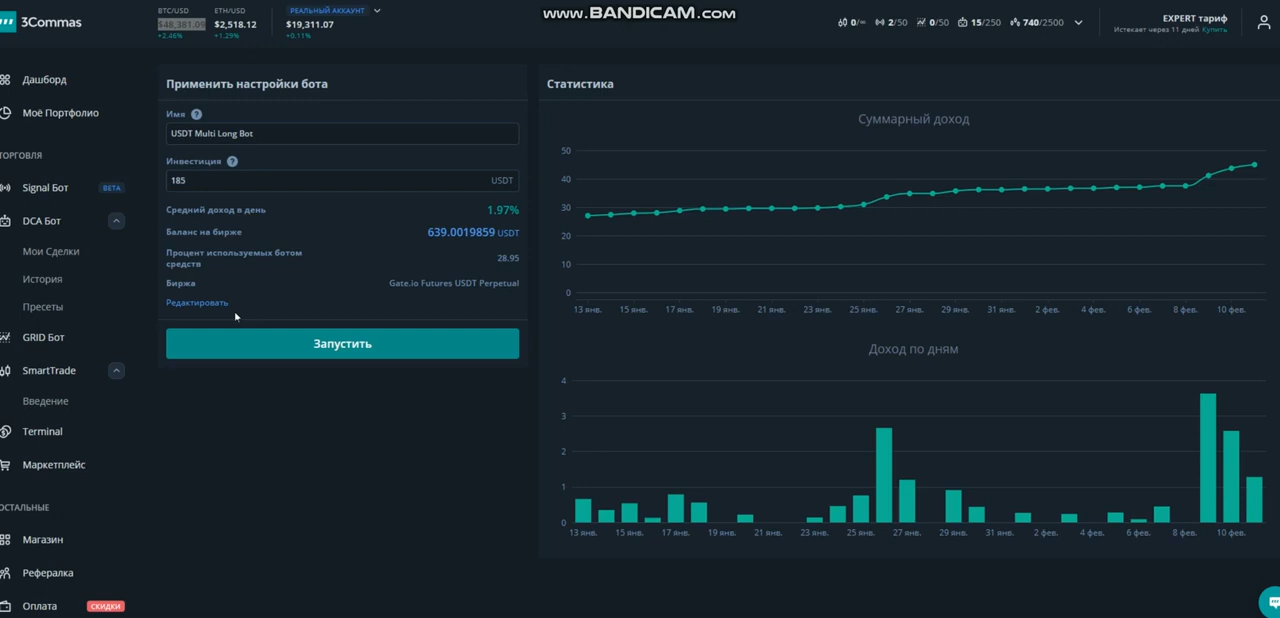 3Commas
BTC/USD
$48,381.09
+2.46%
ETH/USD
$2,518.12
+1.29%
РЕАЛЬНЫЙ АККАУНТ
$19,311.07
+0.11%
www.BANDICAM.com
0/∞
2/50
0/50
15/250
740/2500
EXPERT тариф
Истекает через 11 дней Купить
Дашборд
Моё Портфолио
ТОРГОВЛЯ
Signal Бот BETA
DCA Бот
Мои Сделки
История
Пресеты
GRID Бот
SmartTrade
Введение
Terminal
Маркетплейс
ОСТАЛЬНЫЕ
Магазин
Рефералка
Оплата СКИДКИ
Применить настройки бота
Имя ?
USDT Multi Long Bot
Инвестиция ?
185 USDT
Средний доход в день 1.97%
Баланс на бирже 639.0019859 USDT
Процент используемых ботом
средств 28.95
Биржа Gate.io Futures USDT Perpetual
Редактировать
Запустить
Статистика
Суммарный доход
50
40
30
20
10
0
13 янв. 15 янв. 17 янв. 19 янв. 21 янв. 23 янв. 25 янв. 27 янв. 29 янв. 31 янв. 2 фев. 4 фев. 6 фев. 8 фев. 10 фев.
Доход по дням
4
3
2
1
0
13 янв. 15 янв. 17 янв. 19 янв. 21 янв. 23 янв. 25 янв. 27 янв. 29 янв. 31 янв. 2 фев. 4 фев. 6 фев. 8 фев. 10 фев.